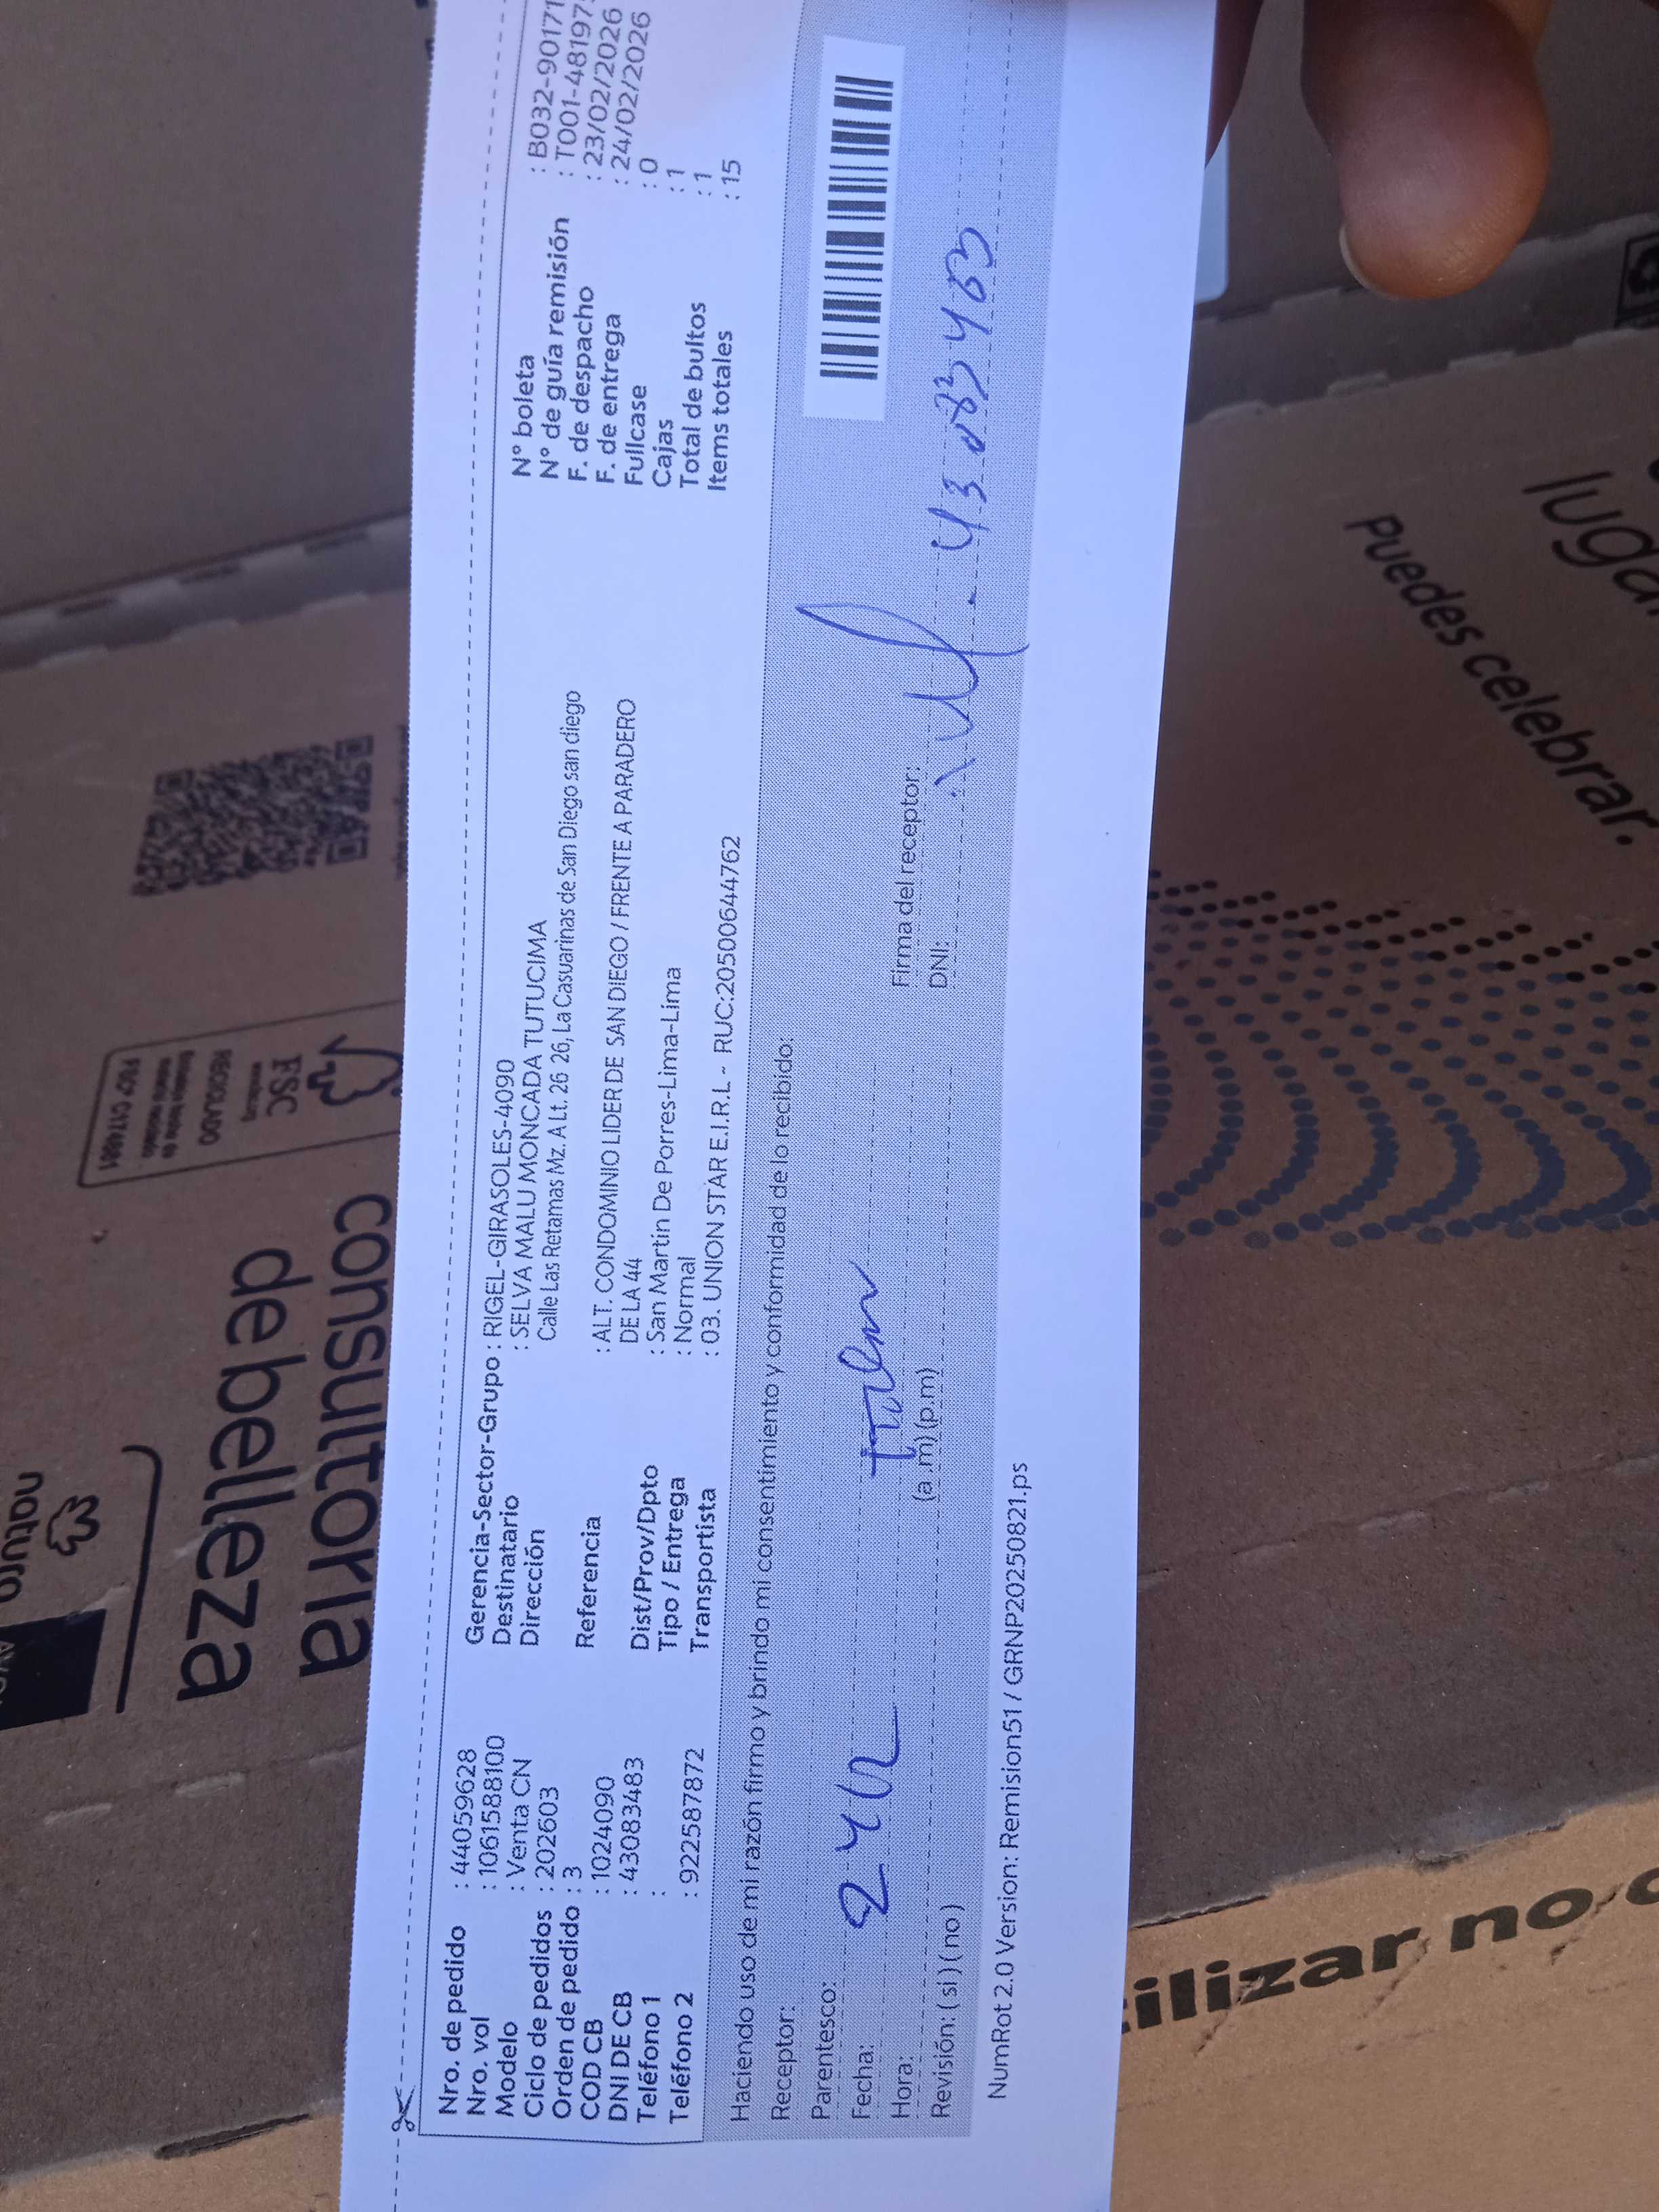 Nro. de pedido : 440596​28
Nro. vol : 1061588100
Modelo : Venta CN
Ciclo de pedidos : 202603
Orden de pedido : 3
COD CB : 1024090
DNI DE CB : 43083483
Teléfono 1 :
Teléfono 2 : 922587872
Gerencia-Sector-Grupo : RIGEL-GIRASOLES-4090
Destinatario : SELVA MALU MONCADA TUTUCIMA
Dirección Calle Las Retamas Mz. A Lt. 26 26, La Casuarinas de San Diego san diego
Referencia : ALT. CONDOMINIO LIDER DE SAN DIEGO / FRENTE A PARADERO
DE LA 44
Dist/Prov/Dpto : San Martin De Porres-Lima-Lima
Tipo / Entrega : Normal
Transportista : 03. UNION STAR E.I.R.L - RUC:20500644762
N° boleta : B032-90171
N° de guía remisión : T001-48197
F. de despacho : 23/02/2026
F. de entrega : 24/02/2026
Fullcase : 0
Cajas : 1
Total de bultos : 1
Items totales : 15
Haciendo uso de mi razón firmo y brindo mi consentimiento y conformidad de lo recibido:
Receptor:
Parentesco:
Fecha:
Hora: (a .m) (p.m)
Revisión: ( si ) ( no )
Firma del receptor:
DNI:
NumRot 2.0 Version: Remision51 / GRNP20250821.ps
natura
consultoria
de belleza
FSC
RECICLADO
Puedes celebrar.